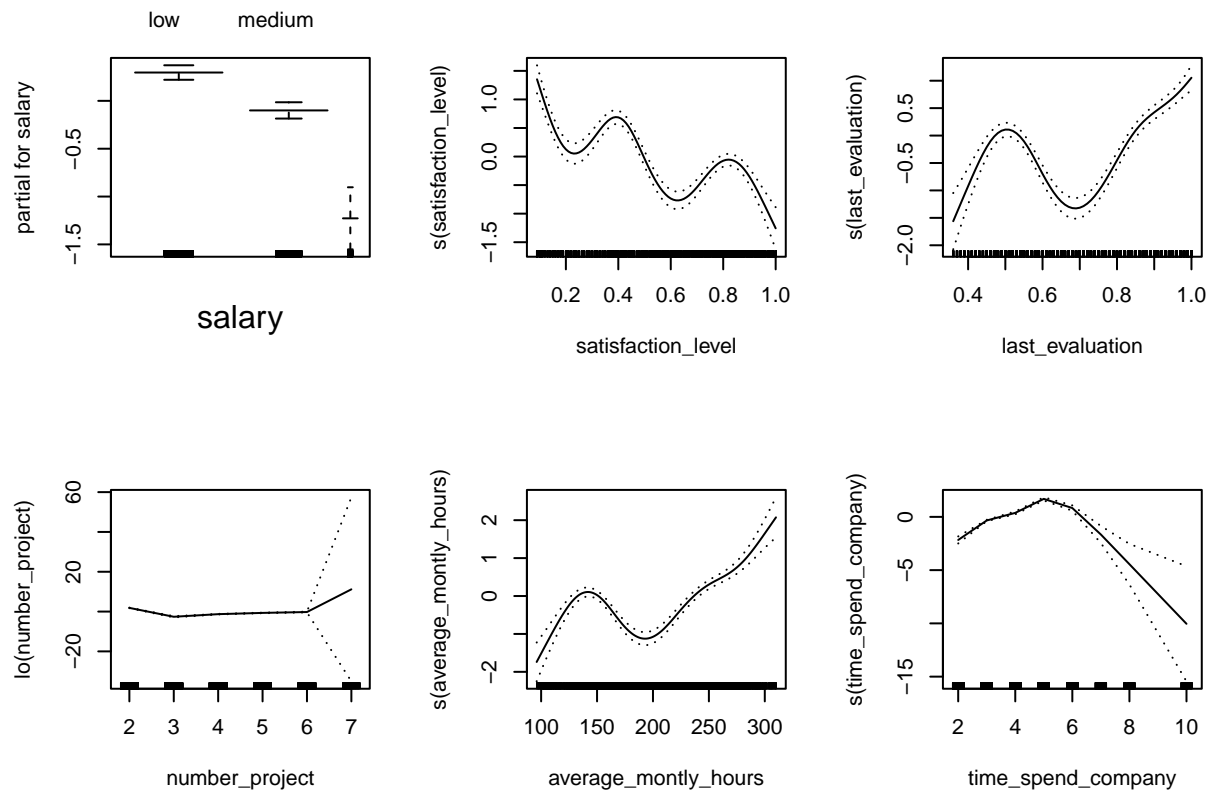 low medium
partial for salary
−0.5
−1.5
salary
s(satisfaction_level)
1.0
0.0
−1.5
0.2 0.4 0.6 0.8 1.0
satisfaction_level
s(last_evaluation)
0.5
−0.5
−2.0
0.4 0.6 0.8 1.0
last_evaluation
lo(number_project)
60
20
−20
2 3 4 5 6 7
number_project
s(average_montly_hours)
2
0
−2
100 150 200 250 300
average_montly_hours
s(time_spend_company)
0
−5
−15
2 4 6 8 10
time_spend_company